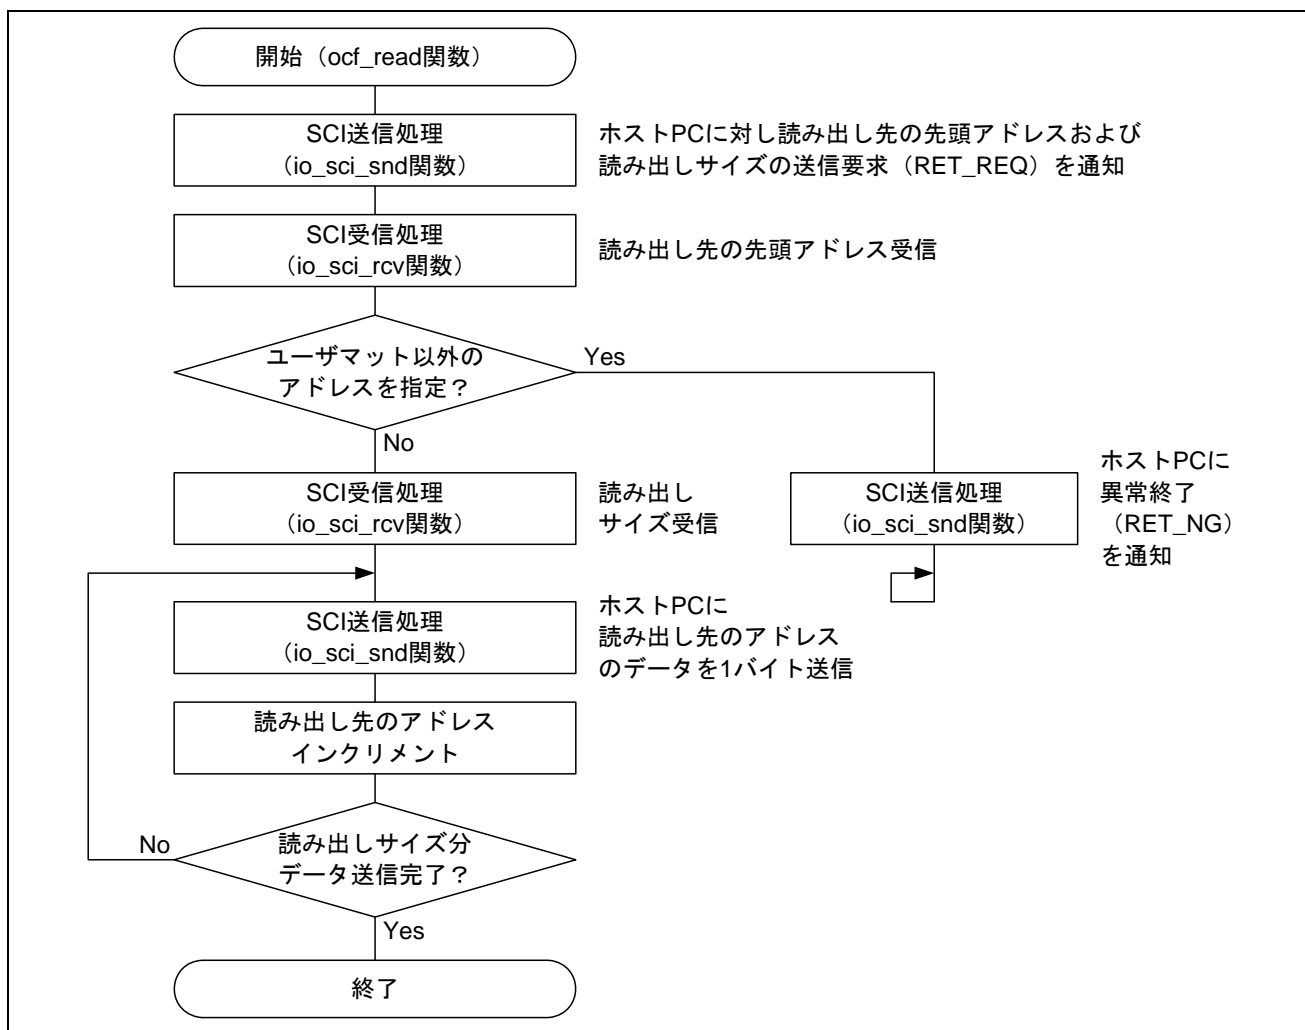 開始（ocf_read関数）
SCI送信処理
（io_sci_snd関数）
ホストPCに対し読み出し先の先頭アドレスおよび
読み出しサイズの送信要求（RET_REQ）を通知
SCI受信処理
（io_sci_rcv関数）
読み出し先の先頭アドレス受信
ユーザマット以外の
アドレスを指定？
Yes
No
SCI受信処理
（io_sci_rcv関数）
読み出し
サイズ受信
SCI送信処理
（io_sci_snd関数）
ホストPCに
異常終了
（RET_NG）
を通知
SCI送信処理
（io_sci_snd関数）
ホストPCに
読み出し先のアドレス
のデータを1バイト送信
読み出し先のアドレス
インクリメント
読み出しサイズ分
データ送信完了？
No
Yes
終了